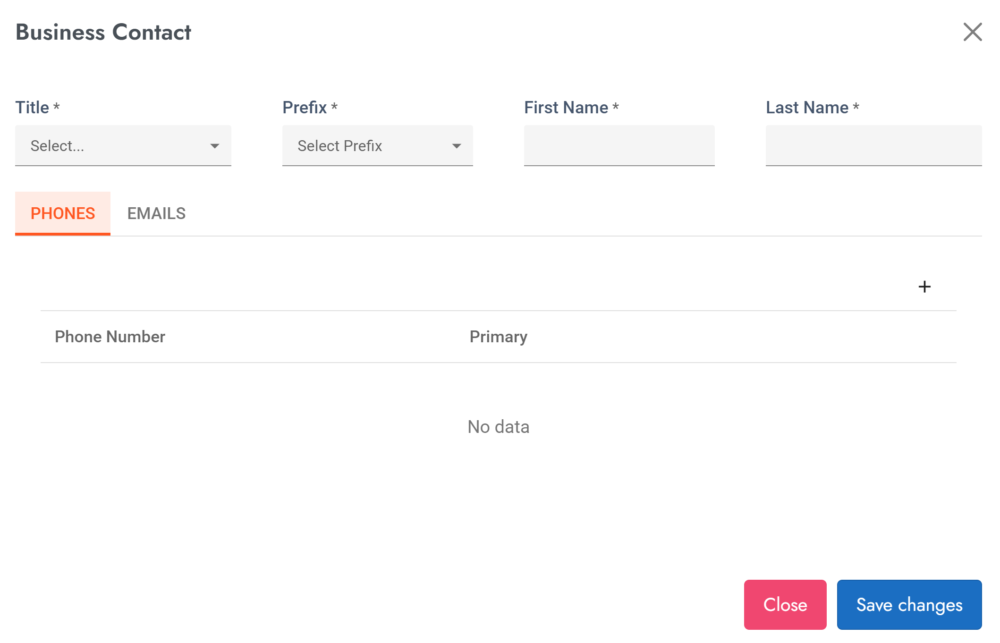 Business Contact
Title * Prefix * First Name * Last Name *
Select... Select Prefix
PHONES EMAILS
+
Phone Number Primary
No data
Close Save changes